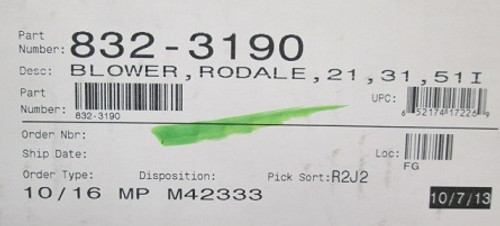 Part Number: 832-3190
Desc: BLOWER,RODALE,21,31,51I
Part Number: 832-3190
UPC: 6 52174 17226 9
Order Nbr:
Ship Date:
Loc: FG
Order Type: Disposition: Pick Sort: R2J2
10/16 MP M42333
10/7/13